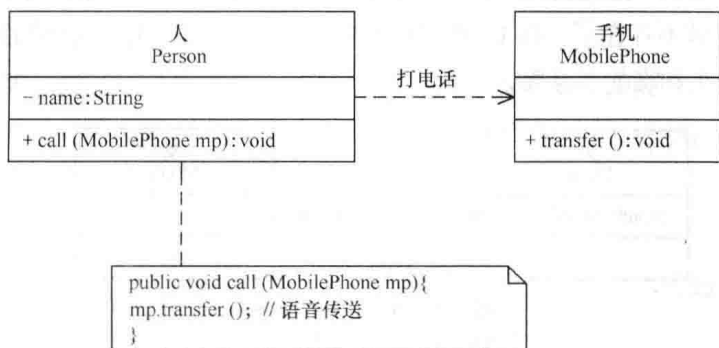 人
Person
- name:String
+ call (MobilePhone mp):void
打电话
手机
MobilePhone
+ transfer ():void
public void call (MobilePhone mp){
mp.transfer (); // 语音传送
}